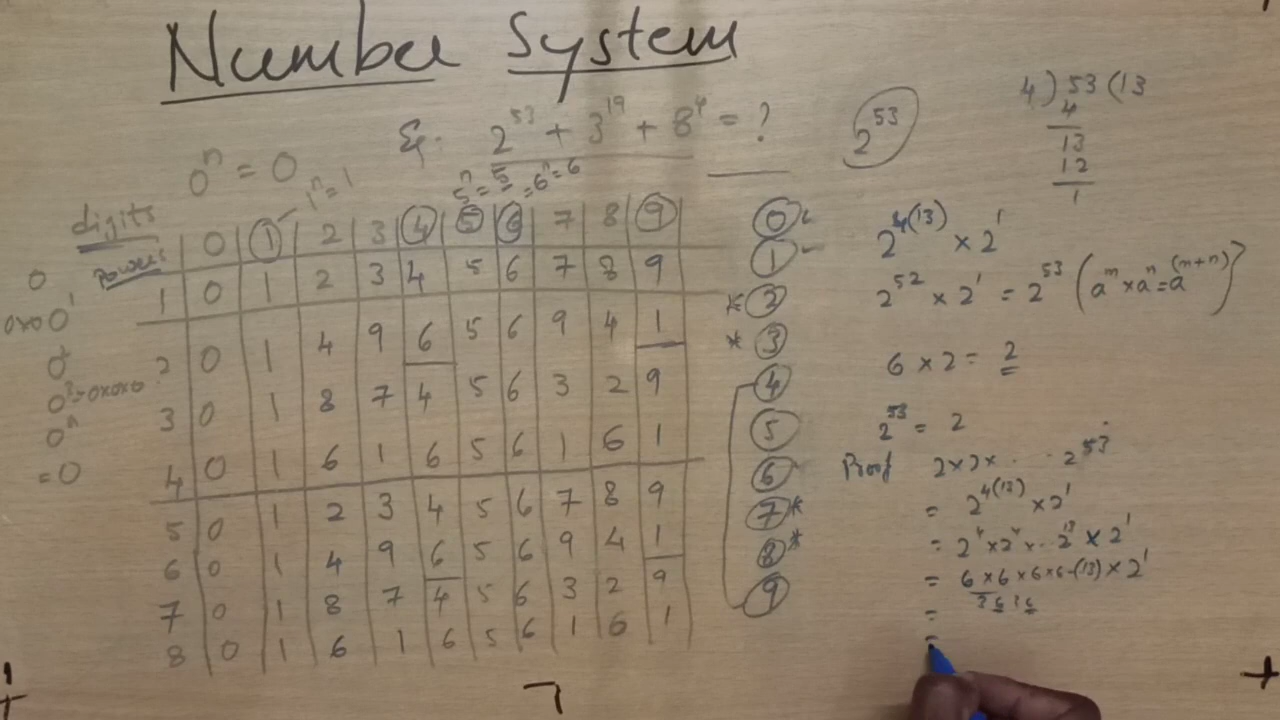 Number System
Eg. 2^53 + 3^19 + 8^4 = ?
0^n = 0
1^n = 1
5^n = 5
= 6^n = 6
digits 0 1 2 3 4 5 6 7 8 9
Powers
1 0 1 2 3 4 5 6 7 8 9
2 0 1 4 9 6 5 6 9 4 1
3 0 1 8 7 4 5 6 3 2 9
4 0 1 6 1 6 5 6 1 6 1
5 0 1 2 3 4 5 6 7 8 9
6 0 1 4 9 6 5 6 9 4 1
7 0 1 8 7 4 5 6 3 2 9
8 0 1 6 1 6 5 6 1 6 1
0
0x0 0^1
0^3=0x0x0
0^n
=0
0
1
* 2
* 3
4
5
6
7 *
8 *
9
2^53
4 ) 53 ( 13
4
13
12
1
2^4(13) × 2^1
2^52 × 2^1 = 2^53 (a^m × a^n = a^(m+n))
6 × 2 = 2
2^53 = 2
Proof 2×2×. . . 2^53
= 2^4(13) × 2^1
= 2^4 × 2^4 × .. 2^13 × 2^1
= 6 × 6 × 6 × 6 -(13) × 2^1
=
=